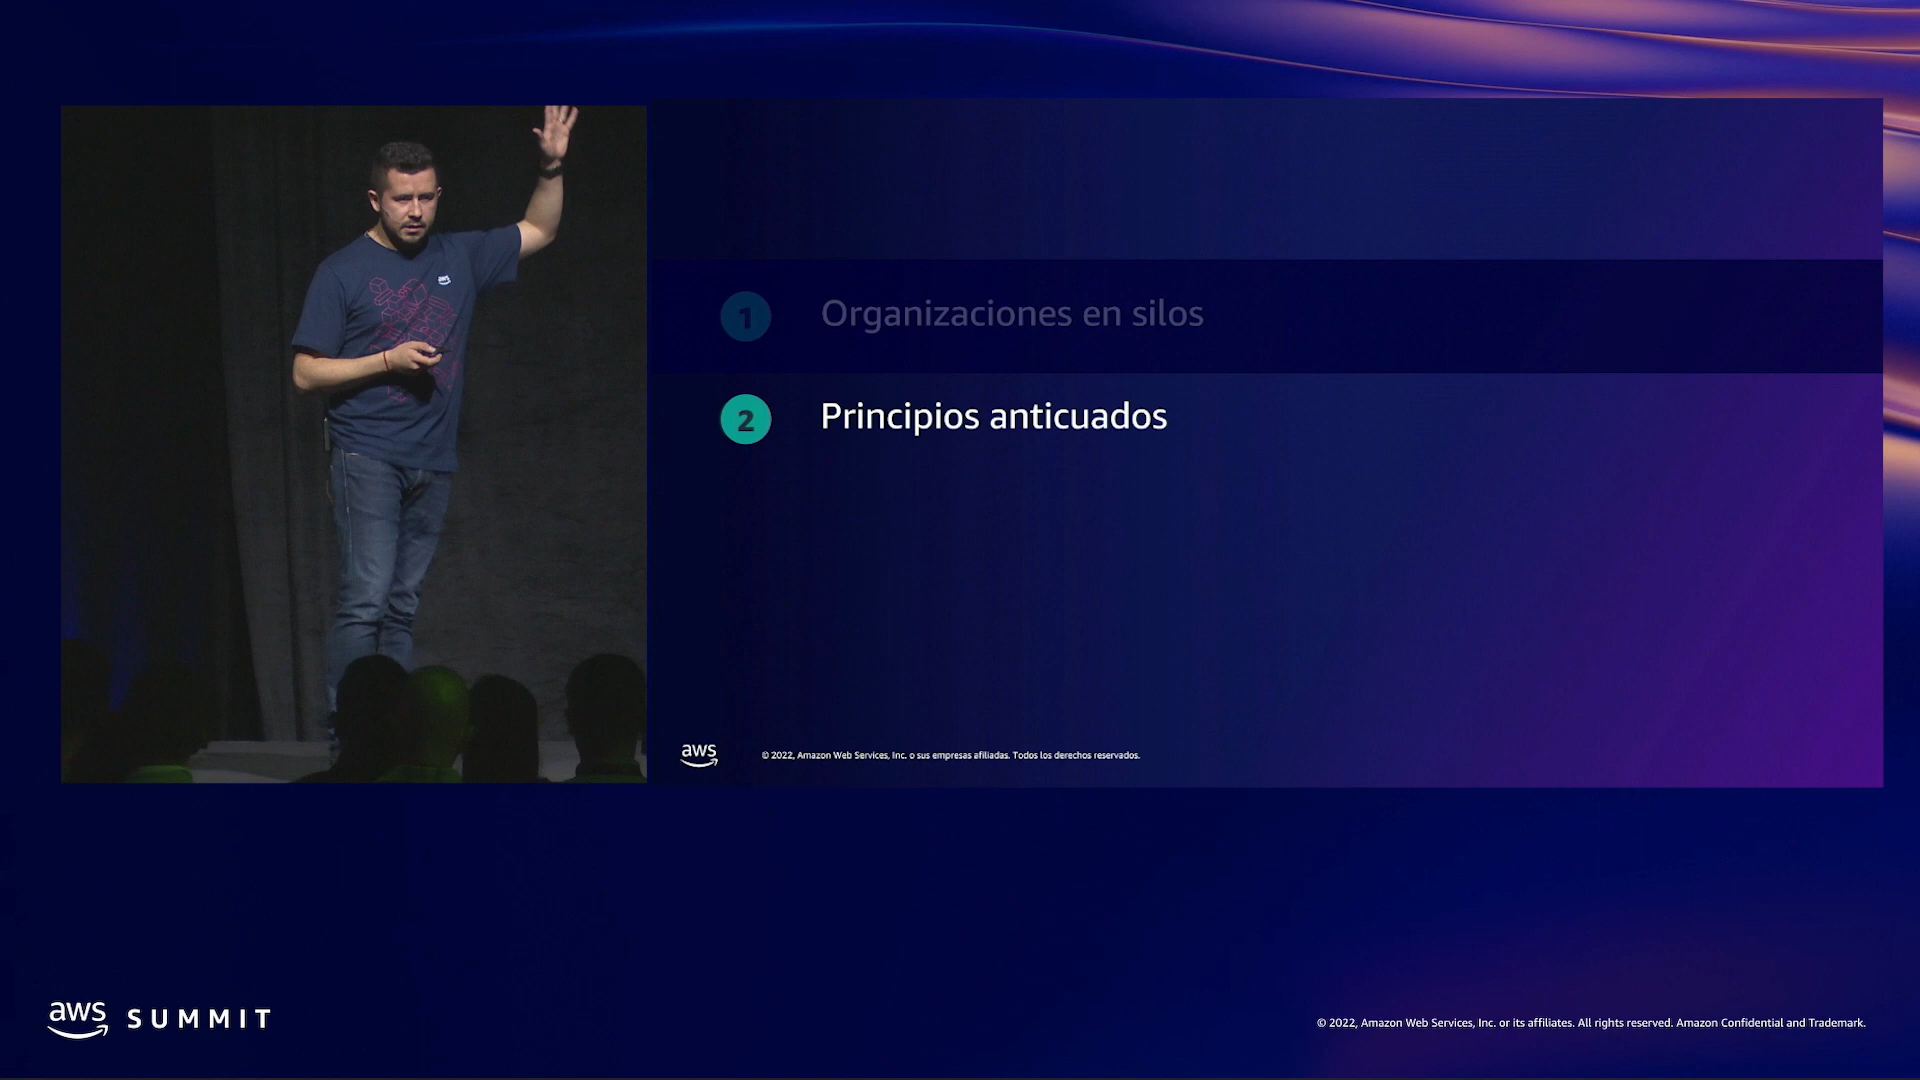 aws
1 Organizaciones en silos
2 Principios anticuados
aws © 2022, Amazon Web Services, Inc. o sus empresas afiliadas. Todos los derechos reservados.
aws SUMMIT
© 2022, Amazon Web Services, Inc. or its affiliates. All rights reserved. Amazon Confidential and Trademark.